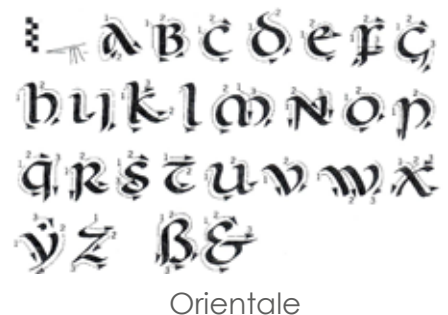 a B c d e f G
h i j k l m N o p
q R s t u v w x
ÿ z ß &
Orientale